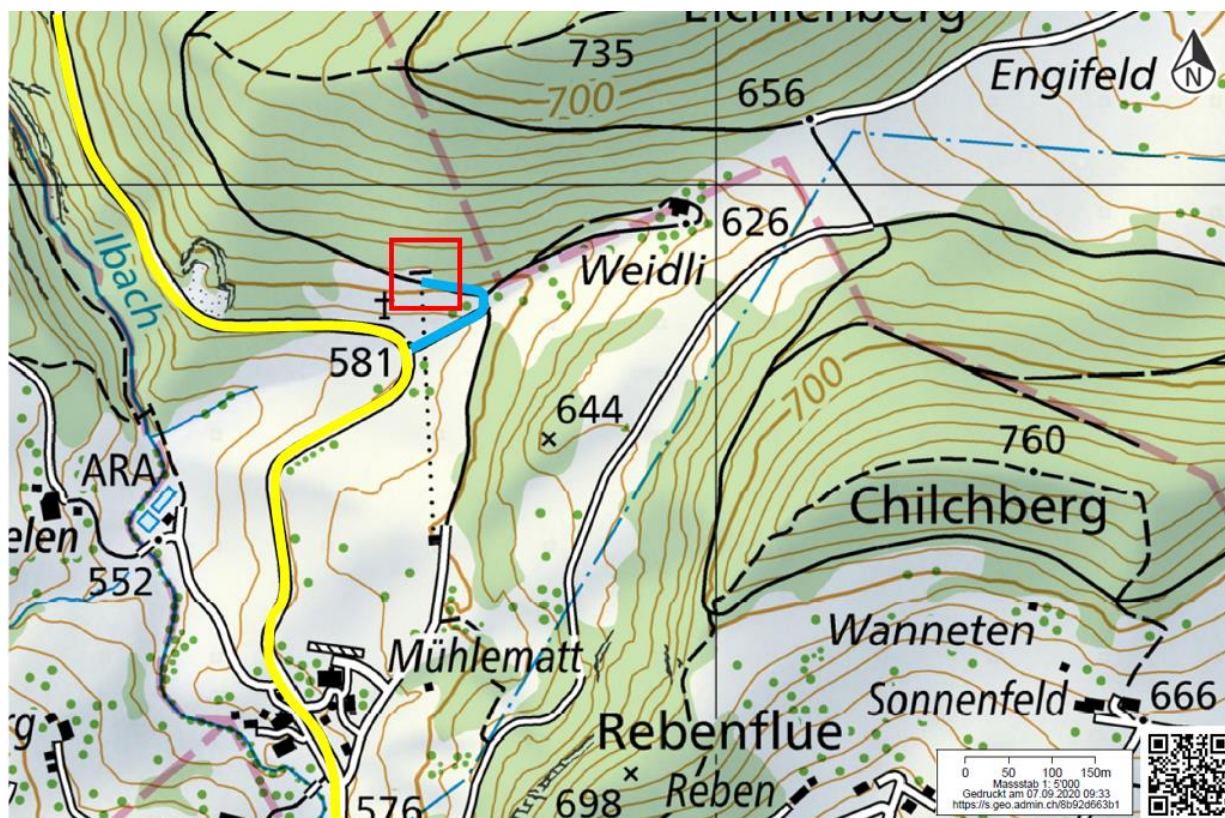 Eichlenberg
735
Engifeld
N
700
656
Ibach
626
Weidli
581
644
700
760
ARA
Chilchberg
elen
552
Wanneten
Mühlematt
Sonnenfeld
666
rg
Rebenflue
Reben
576
698
0 50 100 150m
Massstab 1: 5'000
Gedruckt am 07.09.2020 09:33
https://s.geo.admin.ch/8b92d663b1